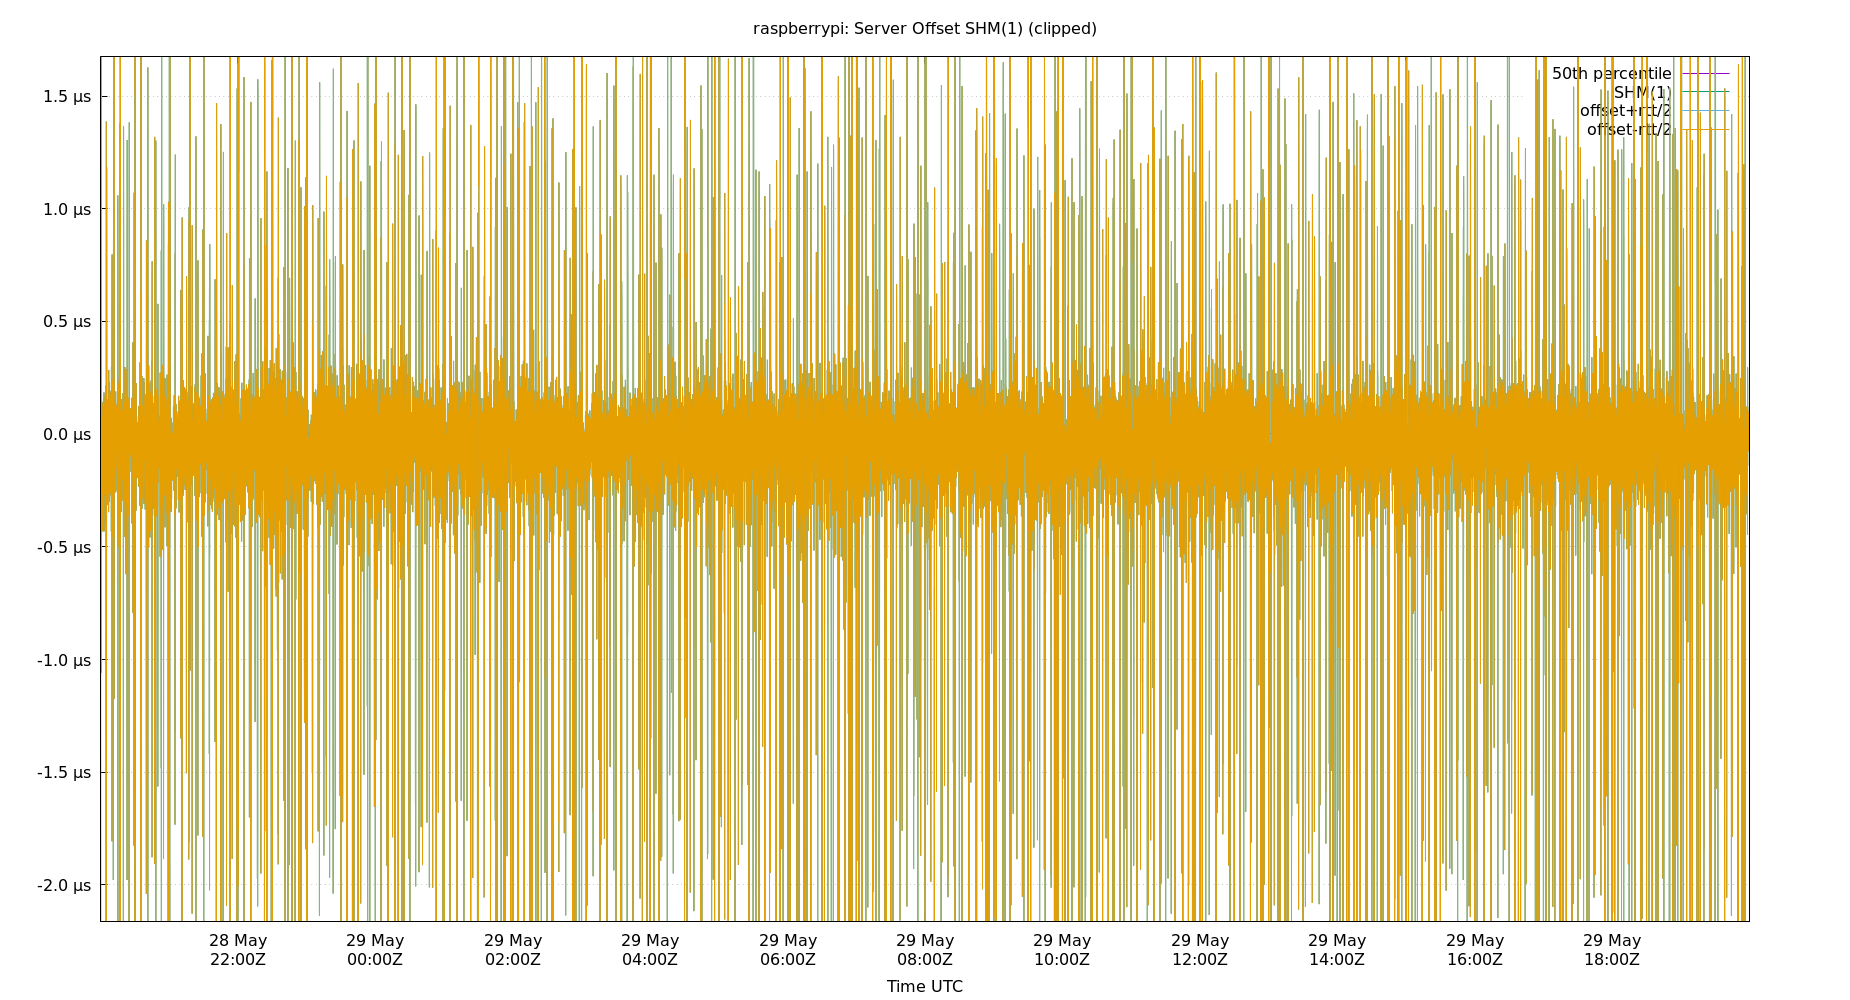 raspberrypi: Server Offset SHM(1) (clipped)
50th percentile
SHM(1)
offset+rtt/2
offset-rtt/2
1.5 µs
1.0 µs
0.5 µs
0.0 µs
-0.5 µs
-1.0 µs
-1.5 µs
-2.0 µs
28 May 29 May 29 May 29 May 29 May 29 May 29 May 29 May 29 May 29 May 29 May
22:00Z 00:00Z 02:00Z 04:00Z 06:00Z 08:00Z 10:00Z 12:00Z 14:00Z 16:00Z 18:00Z
Time UTC